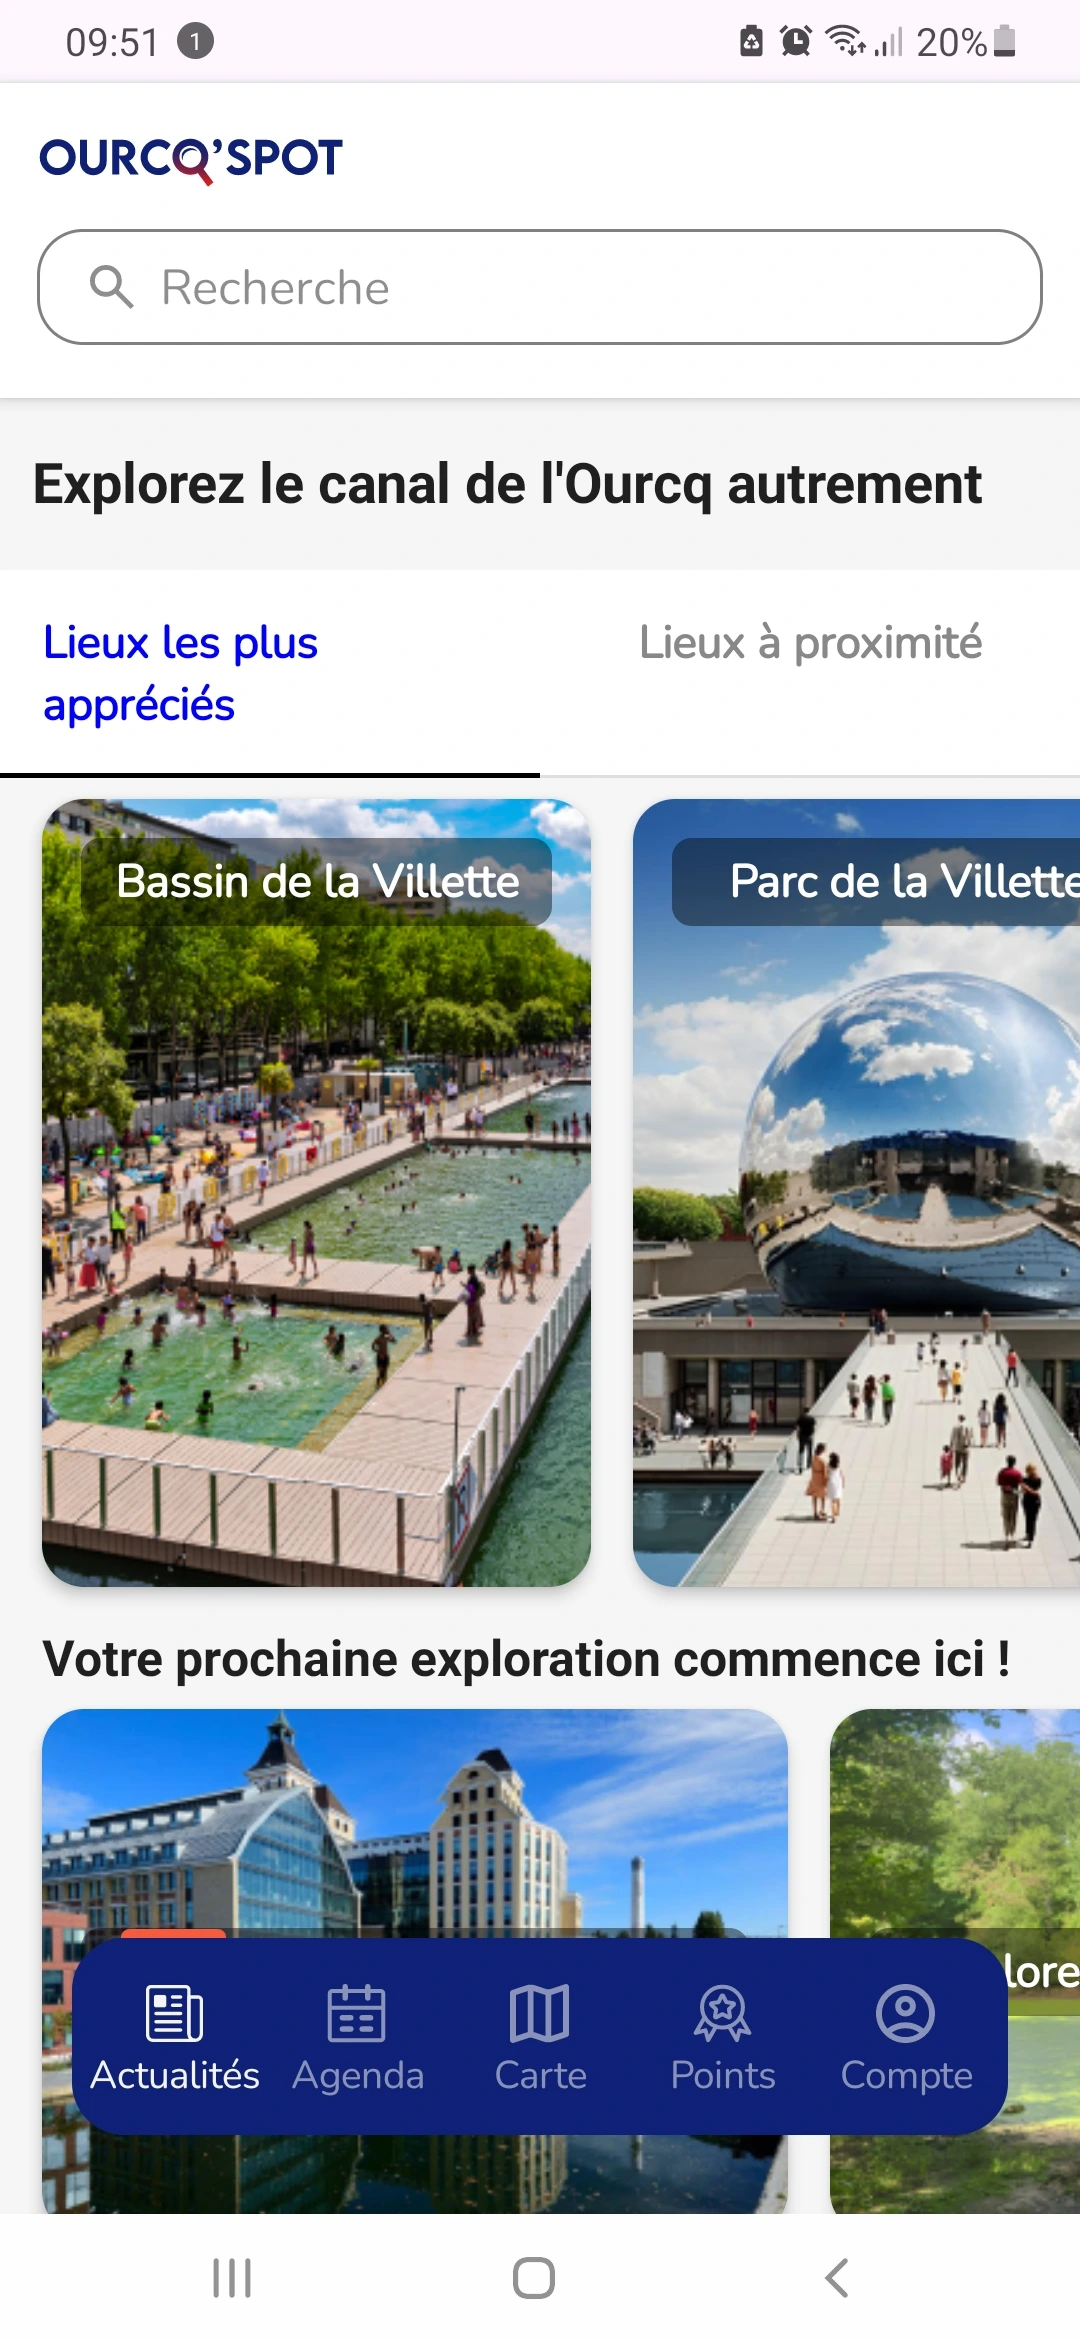 09:51 1 20%
OURCQ'SPOT
Recherche
Explorez le canal de l'Ourcq autrement
Lieux les plus
appréciés
Lieux à proximité
Bassin de la Villette
Parc de la Villette
Votre prochaine exploration commence ici !
Actualités
Agenda
Carte
Points
Compte